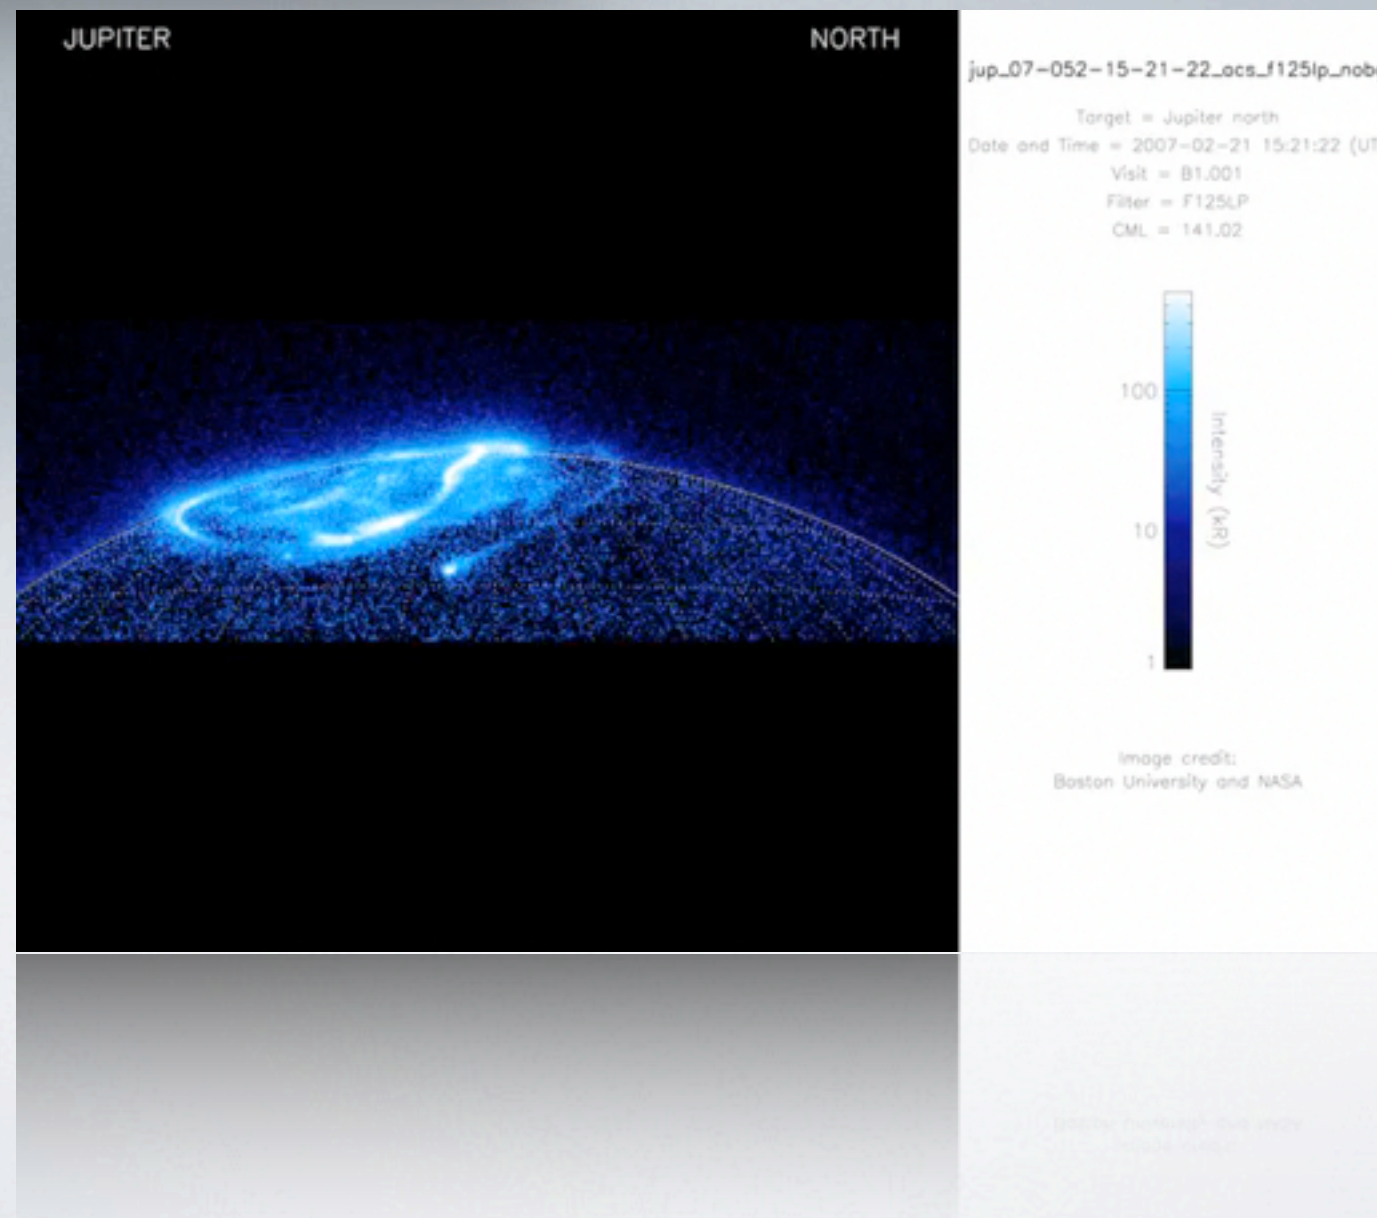 JUPITER
NORTH
jup_07-052-15-21-22_acs_f125lp_nob
Target = Jupiter north
Date and Time = 2007-02-21 15:21:22 (UT
Visit = B1.001
Filter = F125LP
CML = 141.02
100
10
1
Intensity (kR)
Image credit:
Boston University and NASA